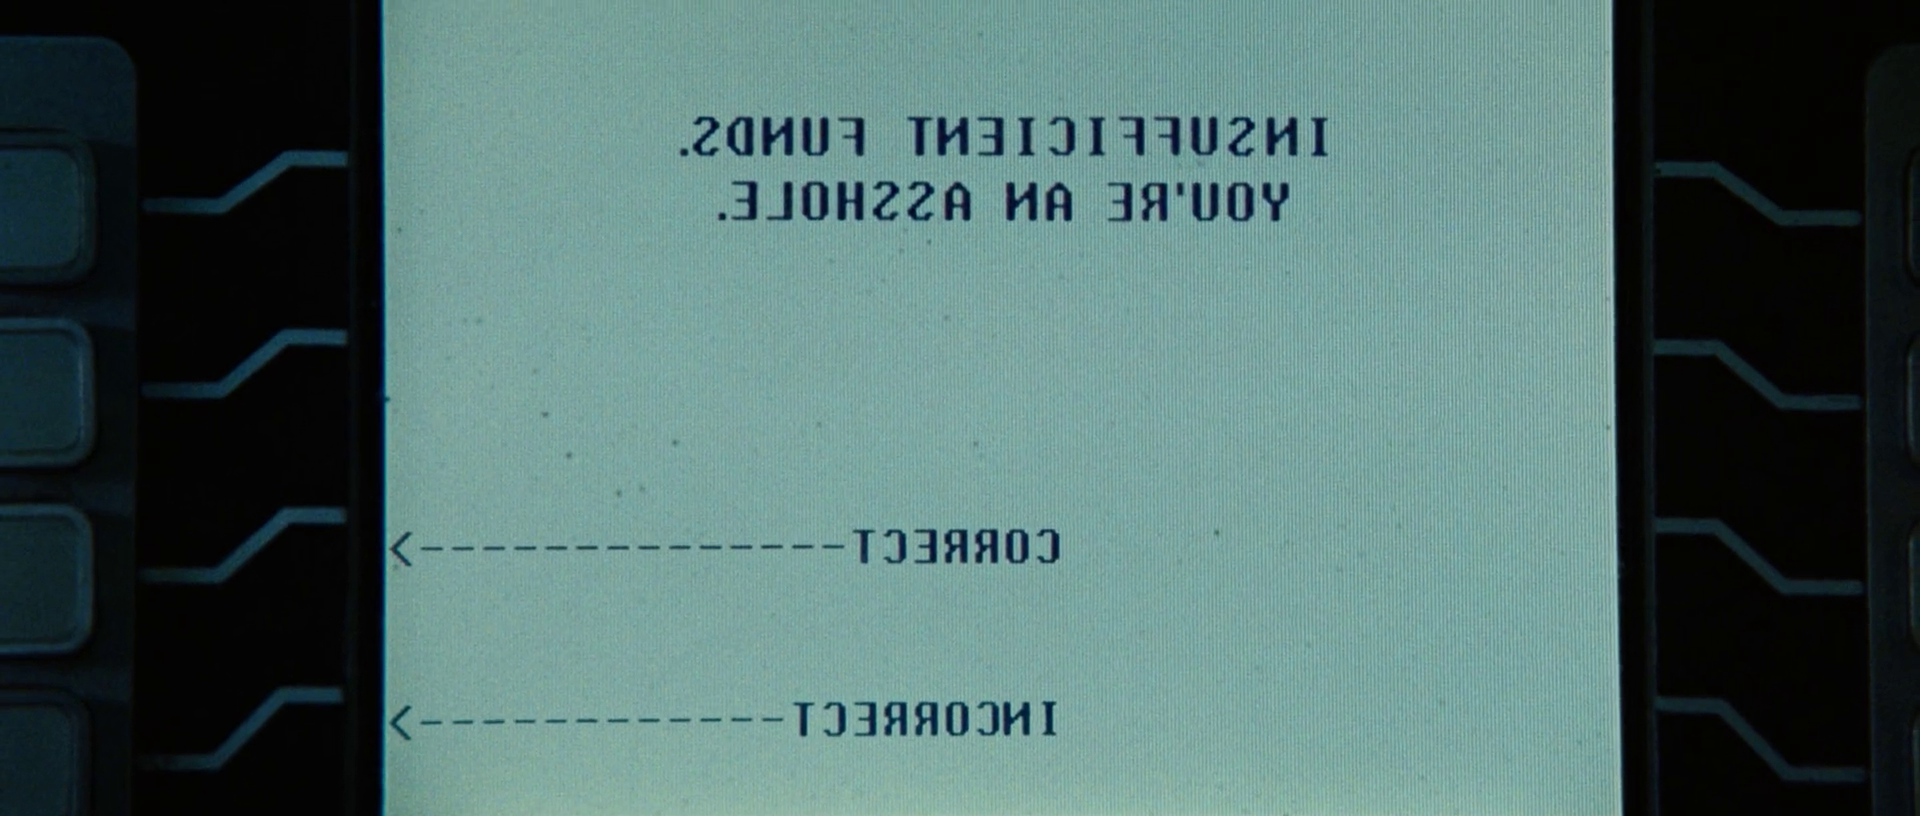 INSUFFICIENT FUNDS.
YOU'RE AN ASSHOLE.
CORRECT-------------->
INCORRECT------------>